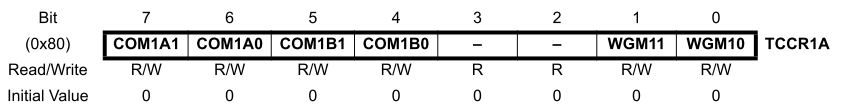 Bit 7 6 5 4 3 2 1 0
(0x80) COM1A1 COM1A0 COM1B1 COM1B0 – – WGM11 WGM10 TCCR1A
Read/Write R/W R/W R/W R/W R R R/W R/W
Initial Value 0 0 0 0 0 0 0 0